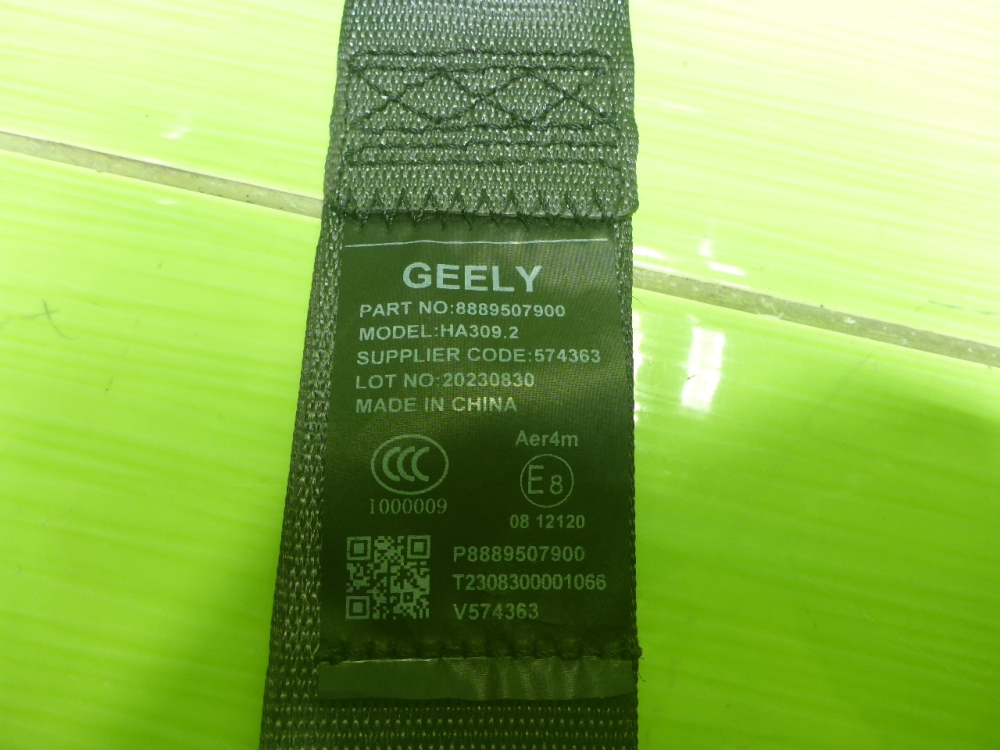 GEELY
PART NO:8889507900
MODEL:HA309.2
SUPPLIER CODE:574363
LOT NO:20230830
MADE IN CHINA
CCC
1000009
Aer4m
E8
08 12120
P8889507900
T2308300001066
V574363